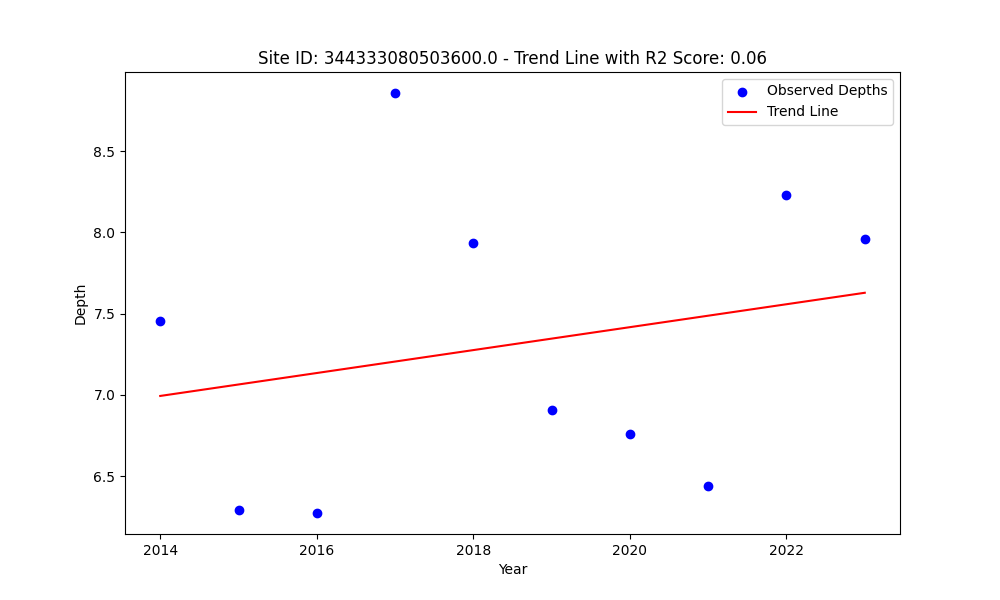 Site ID: 344333080503600.0 - Trend Line with R2 Score: 0.06
Observed Depths
Trend Line
8.5
8.0
7.5
7.0
6.5
Depth
2014
2016
2018
2020
2022
Year